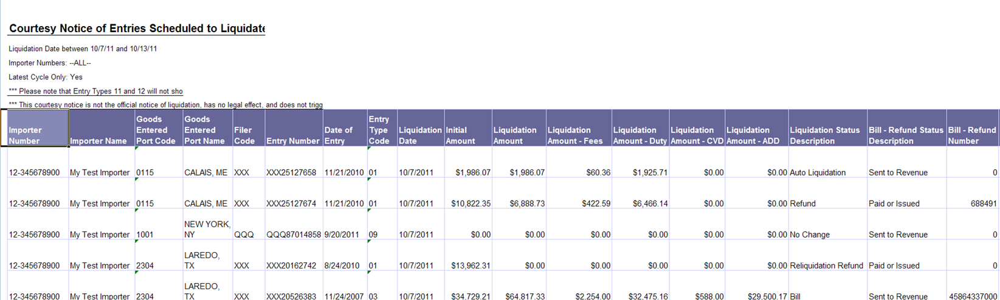 Courtesy Notice of Entries Scheduled to Liquidate
Liquidation Date between 10/7/11 and 10/13/11
Importer Numbers: --ALL--
Latest Cycle Only: Yes
*** Please note that Entry Types 11 and 12 will not sho
*** This courtesy notice is not the official notice of liquidation, has no legal effect, and does not trigg
Importer Number Importer Name Goods Entered Port Code Goods Entered Port Name Filer Code Entry Number Date of Entry Entry Type Code Liquidation Date Initial Amount Liquidation Amount Liquidation Amount - Fees Liquidation Amount - Duty Liquidation Amount - CVD Liquidation Amount - ADD Liquidation Status Description Bill - Refund Status Description Bill - Refund Number
12-345678900 My Test Importer 0115 CALAIS, ME XXX XXX25127658 11/21/2010 01 10/7/2011 $1,986.07 $1,986.07 $60.36 $1,925.71 $0.00 $0.00 Auto Liquidation Sent to Revenue 0
12-345678900 My Test Importer 0115 CALAIS, ME XXX XXX25127674 11/21/2010 01 10/7/2011 $10,822.35 $6,888.73 $422.59 $6,466.14 $0.00 $0.00 Refund Paid or Issued 688491
12-345678900 My Test Importer 1001 NEW YORK, NY QQQ QQQ87014858 9/20/2011 09 10/7/2011 $0.00 $0.00 $0.00 $0.00 $0.00 $0.00 No Change Sent to Revenue 0
12-345678900 My Test Importer 2304 LAREDO, TX XXX XXX20162742 8/24/2010 01 10/7/2011 $13,962.31 $0.00 $0.00 $0.00 $0.00 $0.00 Reliquidation Refund Paid or Issued 0
12-345678900 My Test Importer 2304 LAREDO, TX XXX XXX20526383 11/24/2007 03 10/7/2011 $34,729.21 $64,817.33 $2,254.00 $32,475.16 $588.00 $29,500.17 Bill Sent to Revenue 45864337000